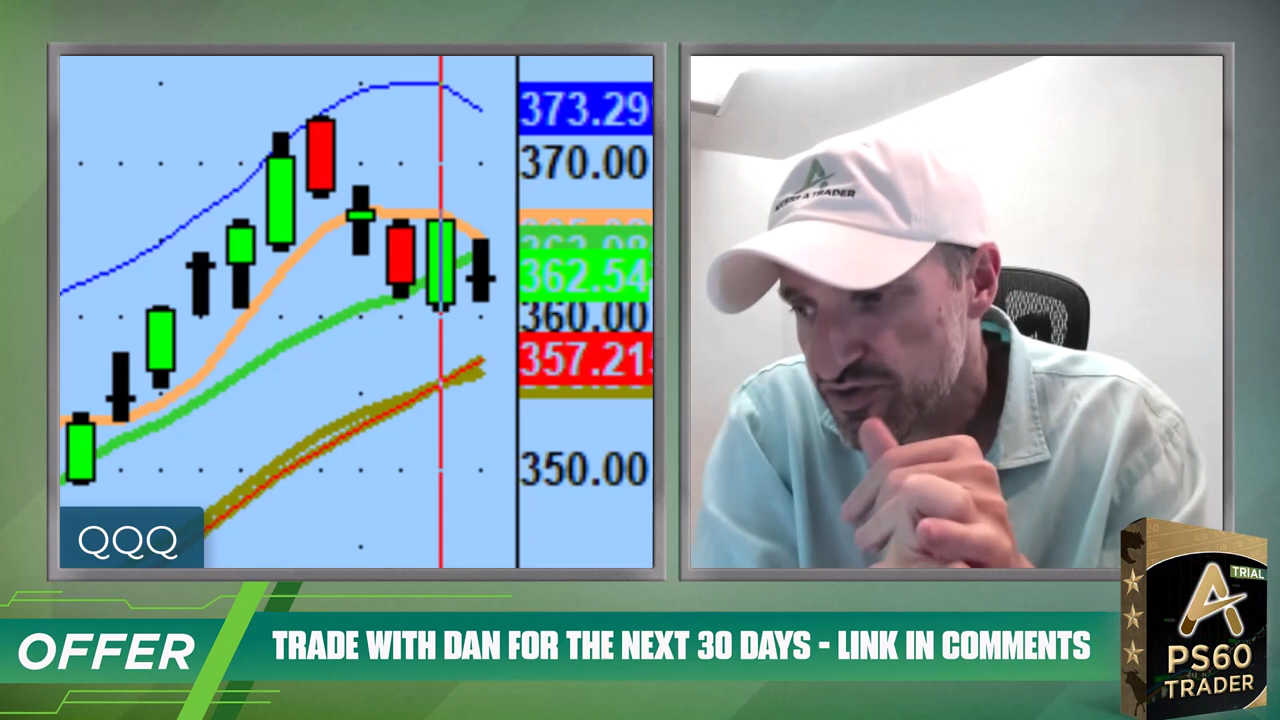 373.29
370.00
362.54
360.00
357.21
350.00
QQQ
A TRADER
OFFER
TRADE WITH DAN FOR THE NEXT 30 DAYS - LINK IN COMMENTS
TRIAL
PS60
TRADER